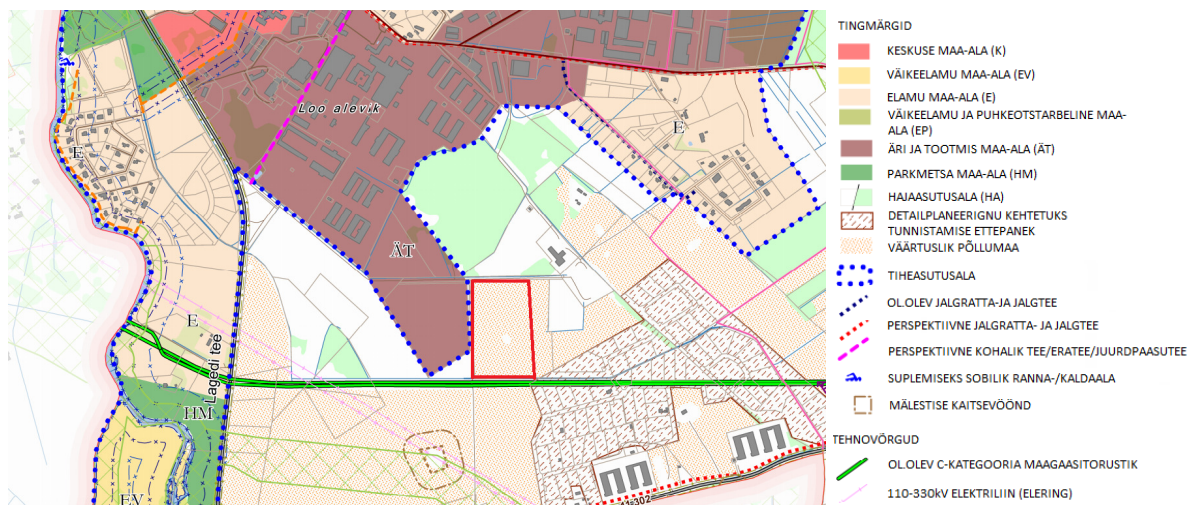 Loo alevik
E
E
ÄT
E
Lagedi tee
HM
EV
TINGMÄRGID
KESKUSE MAA-ALA (K)
VÄIKEELAMU MAA-ALA (EV)
ELAMU MAA-ALA (E)
VÄIKEELAMU JA PUHKEOTSTARBELINE MAA-
ALA (EP)
ÄRI JA TOOTMIS MAA-ALA (ÄT)
PARKMETSA MAA-ALA (HM)
HAJAASUTUSALA (HA)
DETAILPLANEERIGNU KEHTETUKS
TUNNISTAMISE ETTEPANEK
VÄÄRTUSLIK PÕLLUMAA
TIHEASUTUSALA
OL.OLEV JALGRATTA-JA JALGTEE
PERSPEKTIIVNE JALGRATTA- JA JALGTEE
PERSPEKTIIVNE KOHALIK TEE/ERATEE/JUURDPAASUTEE
SUPLEMISEKS SOBILIK RANNA-/KALDAALA
MÄLESTISE KAITSEVÖÖND
TEHNOVÕRGUD
OL.OLEV C-KATEGOORIA MAAGAASITORUSTIK
110-330kV ELEKTRILIIN (ELERING)